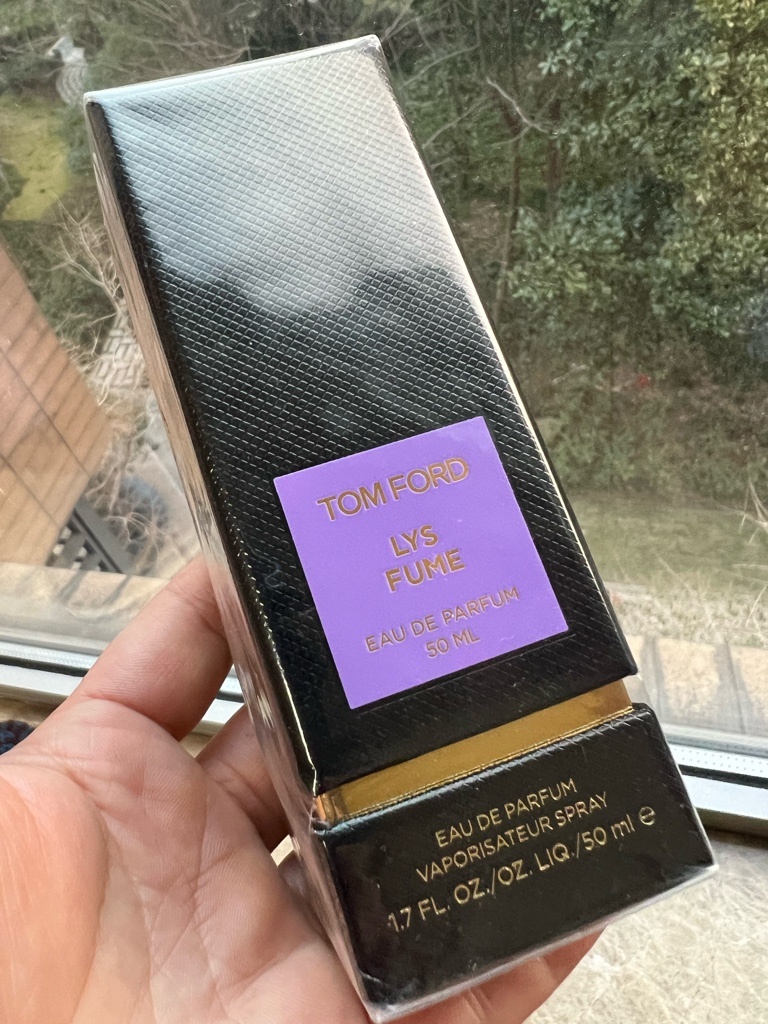 TOM FORD
LYS
FUME
EAU DE PARFUM
50 ML
EAU DE PARFUM
VAPORISATEUR SPRAY
1.7 FL. OZ./OZ. LIQ./50 ml ℮